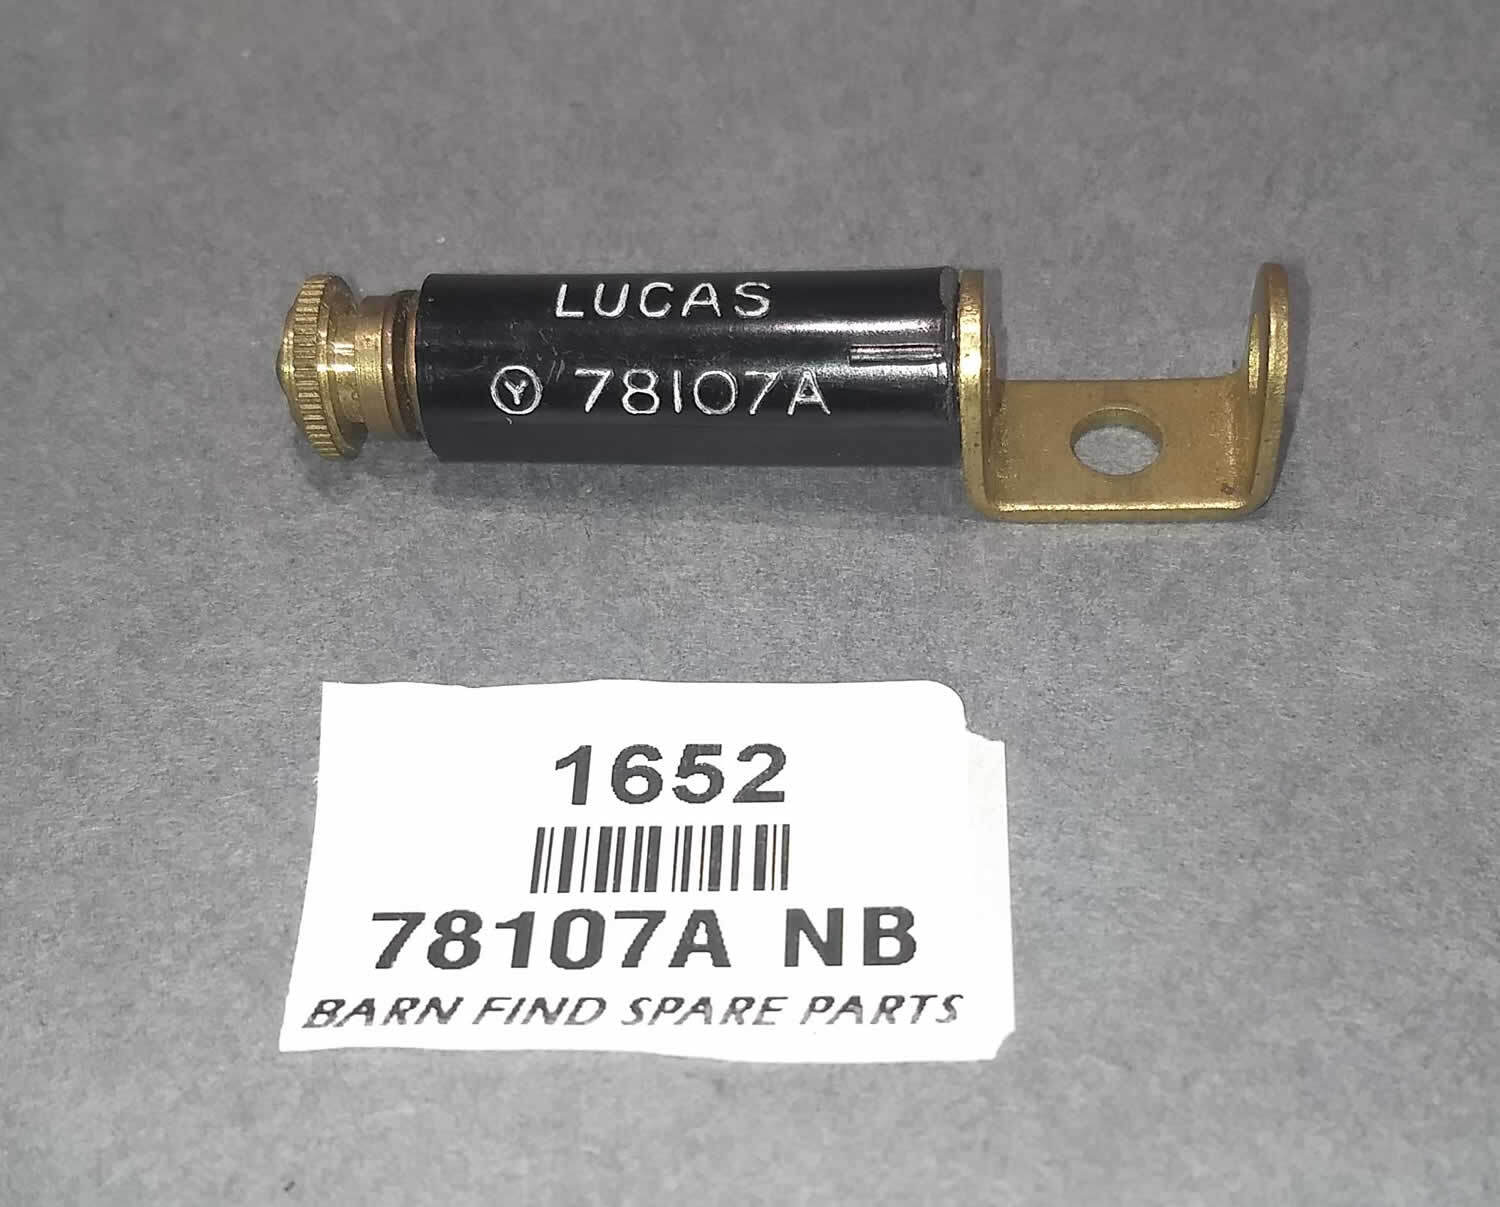 LUCAS
Ⓨ 78107A
1652
78107A NB
BARN FIND SPARE PARTS